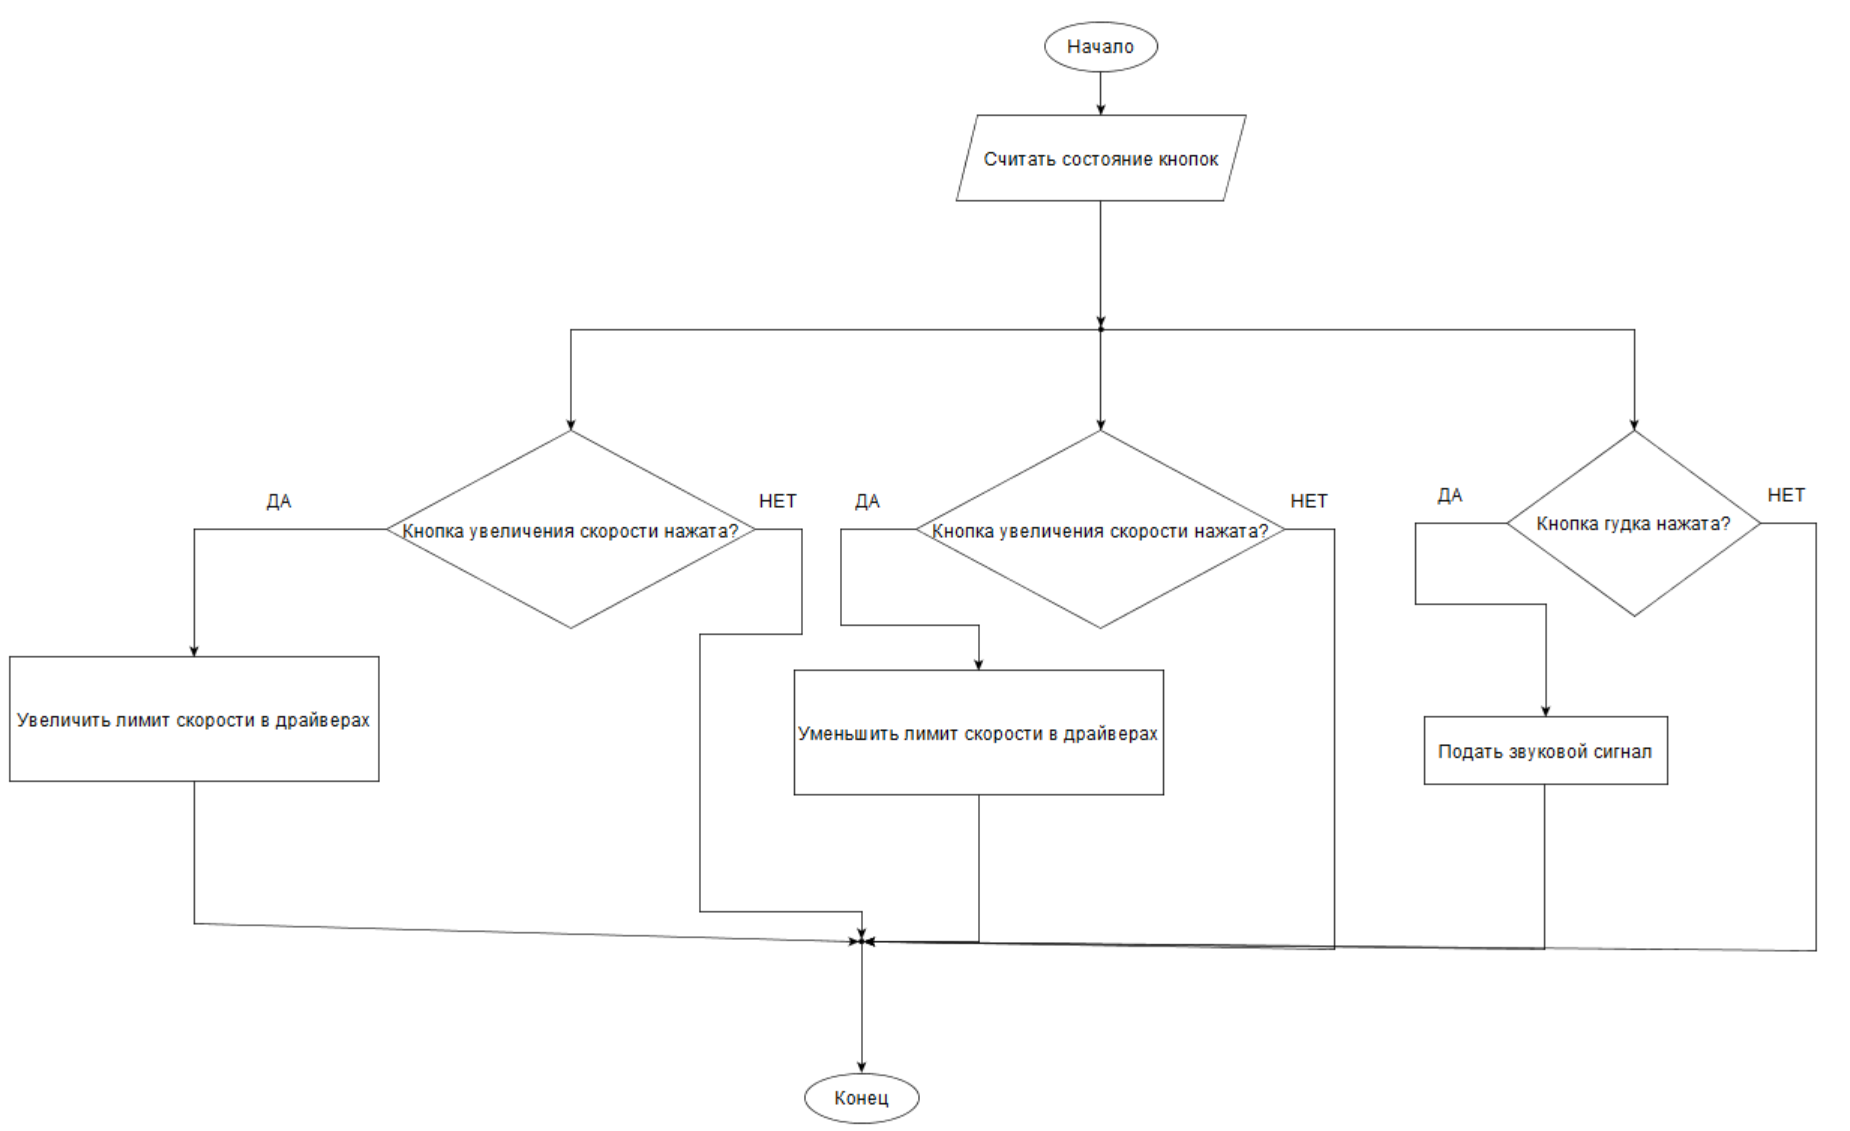 Начало
Считать состояние кнопок
ДА
НЕТ
Кнопка увеличения скорости нажата?
ДА
НЕТ
Кнопка увеличения скорости нажата?
ДА
НЕТ
Кнопка гудка нажата?
Увеличить лимит скорости в драйверах
Уменьшить лимит скорости в драйверах
Подать звуковой сигнал
Конец